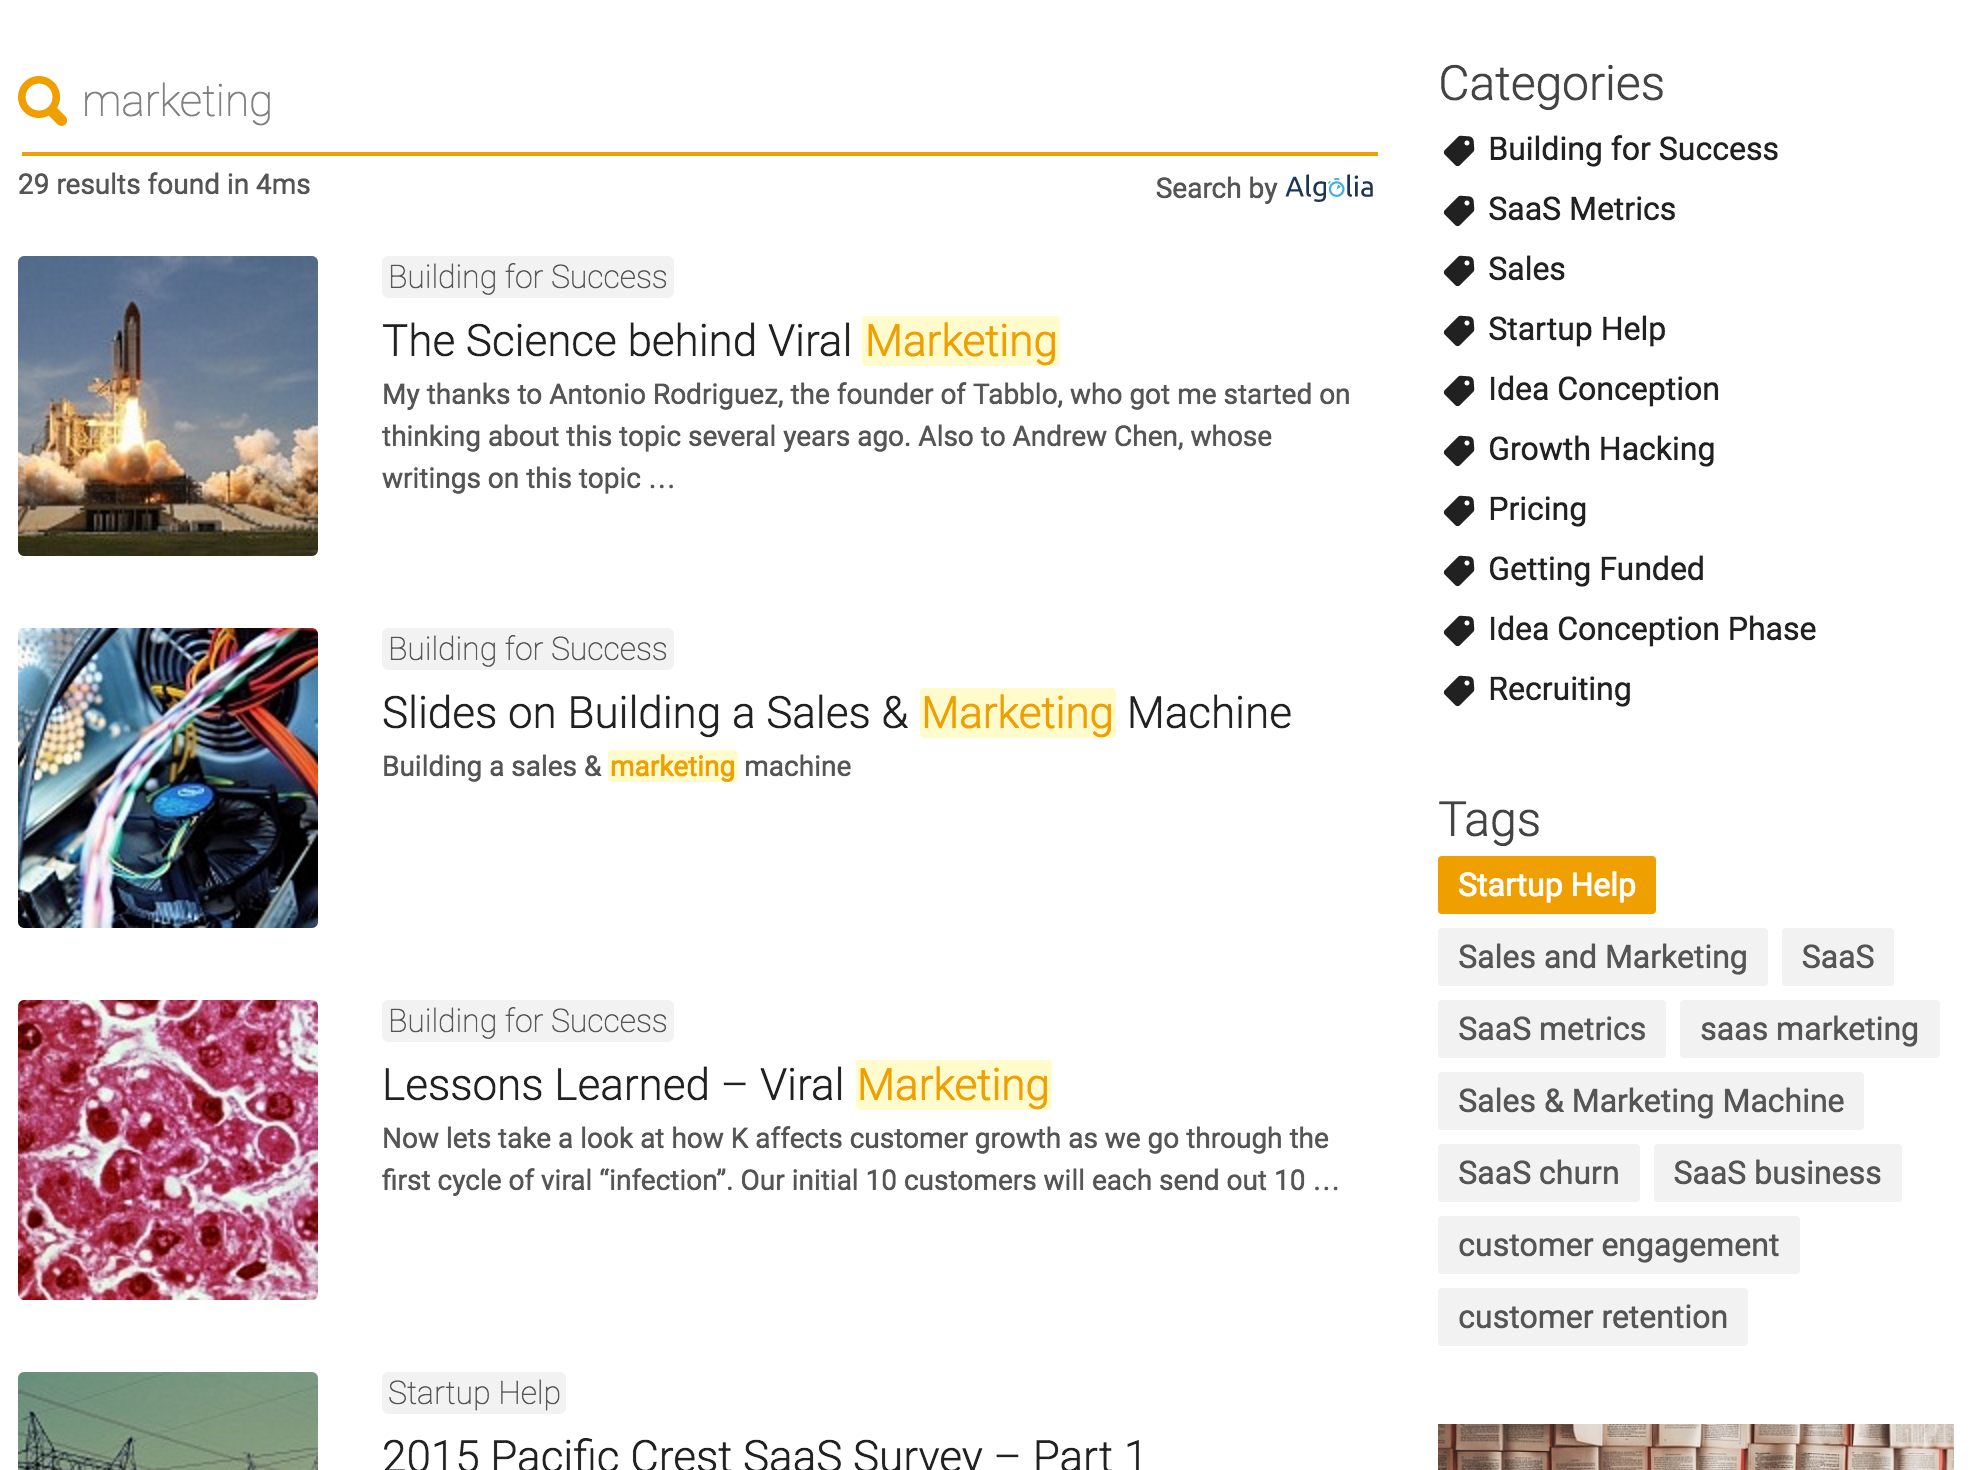 marketing
29 results found in 4ms
Search by Algolia
Building for Success
The Science behind Viral Marketing
My thanks to Antonio Rodriguez, the founder of Tabblo, who got me started on
thinking about this topic several years ago. Also to Andrew Chen, whose
writings on this topic …
Building for Success
Slides on Building a Sales & Marketing Machine
Building a sales & marketing machine
Building for Success
Lessons Learned – Viral Marketing
Now lets take a look at how K affects customer growth as we go through the
first cycle of viral “infection”. Our initial 10 customers will each send out 10 …
Startup Help
2015 Pacific Crest SaaS Survey – Part 1
Categories
Building for Success
SaaS Metrics
Sales
Startup Help
Idea Conception
Growth Hacking
Pricing
Getting Funded
Idea Conception Phase
Recruiting
Tags
Startup Help
Sales and Marketing SaaS
SaaS metrics saas marketing
Sales & Marketing Machine
SaaS churn SaaS business
customer engagement
customer retention